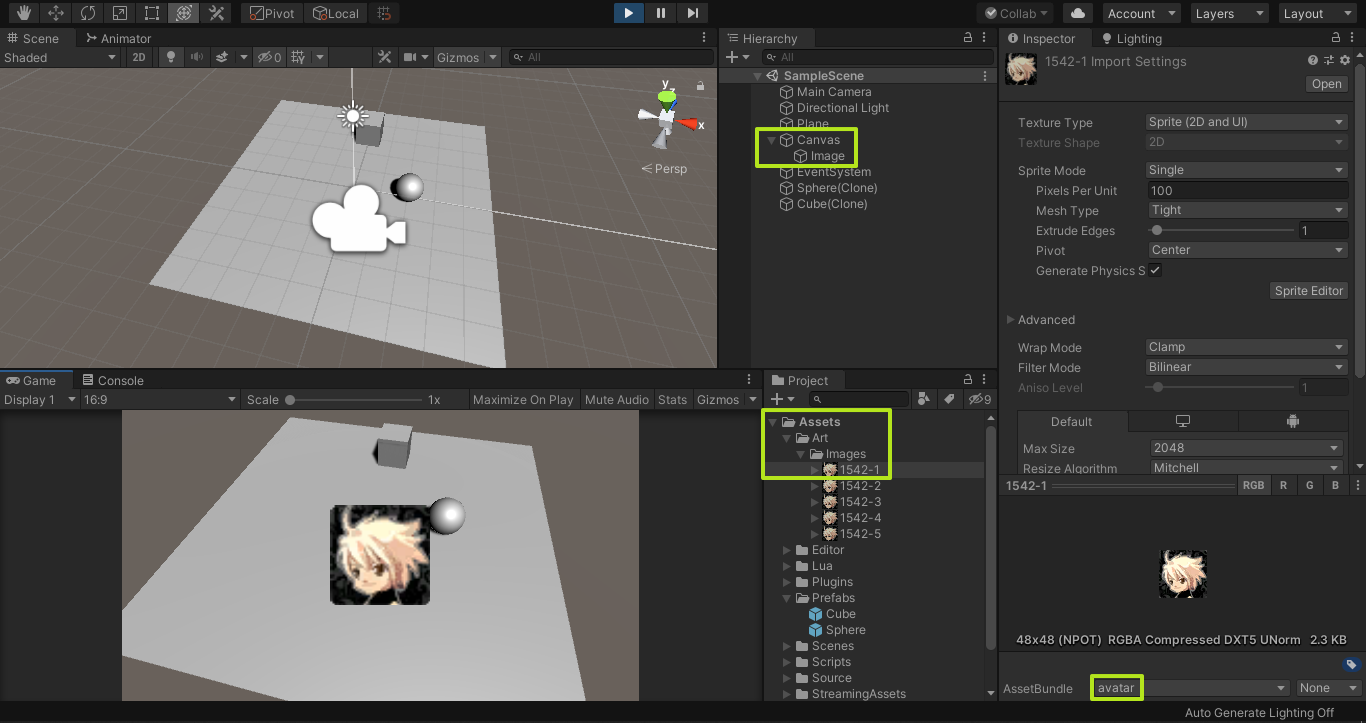 Pivot Local Collab Account Layers Layout
Scene Animator
Shaded 2D 0 Gizmos All
Hierarchy
All
SampleScene
Main Camera
Directional Light
Plane
Canvas
Image
EventSystem
Sphere(Clone)
Cube(Clone)
y
z
x
Persp
Inspector Lighting
1542-1 Import Settings
Open
Texture Type Sprite (2D and UI)
Texture Shape 2D
Sprite Mode Single
Pixels Per Unit 100
Mesh Type Tight
Extrude Edges 1
Pivot Center
Generate Physics S
Sprite Editor
Advanced
Wrap Mode Clamp
Filter Mode Bilinear
Aniso Level 1
Default
Max Size 2048
Resize Algorithm Mitchell
1542-1 RGB R G B
48x48 (NPOT) RGBA Compressed DXT5 UNorm 2.3 KB
AssetBundle avatar None
Game Console
Display 1 16:9 Scale 1x Maximize On Play Mute Audio Stats Gizmos
Project
9
Assets
Art
Images
1542-1
1542-2
1542-3
1542-4
1542-5
Editor
Lua
Plugins
Prefabs
Cube
Sphere
Scenes
Scripts
Source
StreamingAssets
Auto Generate Lighting Off